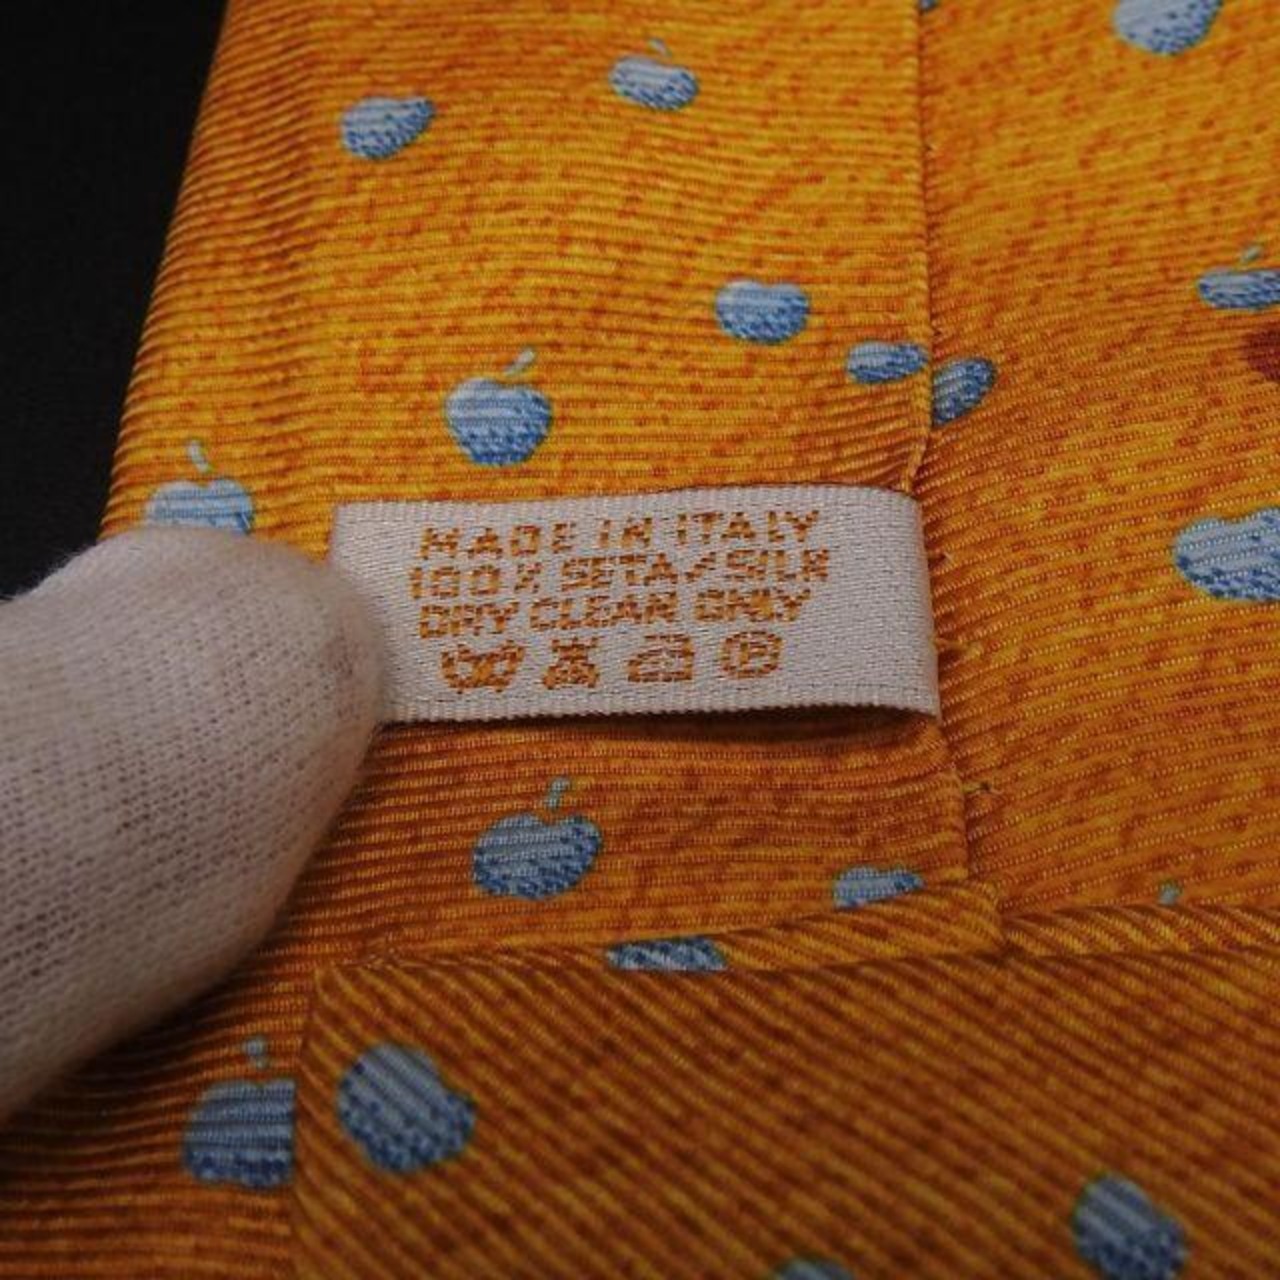 MADE IN ITALY
100% SETA/SILK
DRY CLEAN ONLY